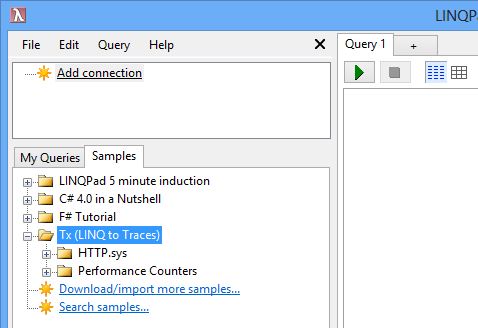 LINQPa
File Edit Query Help
Query 1 +
Add connection
My Queries Samples
LINQPad 5 minute induction
C# 4.0 in a Nutshell
F# Tutorial
Tx (LINQ to Traces)
HTTP.sys
Performance Counters
Download/import more samples...
Search samples...